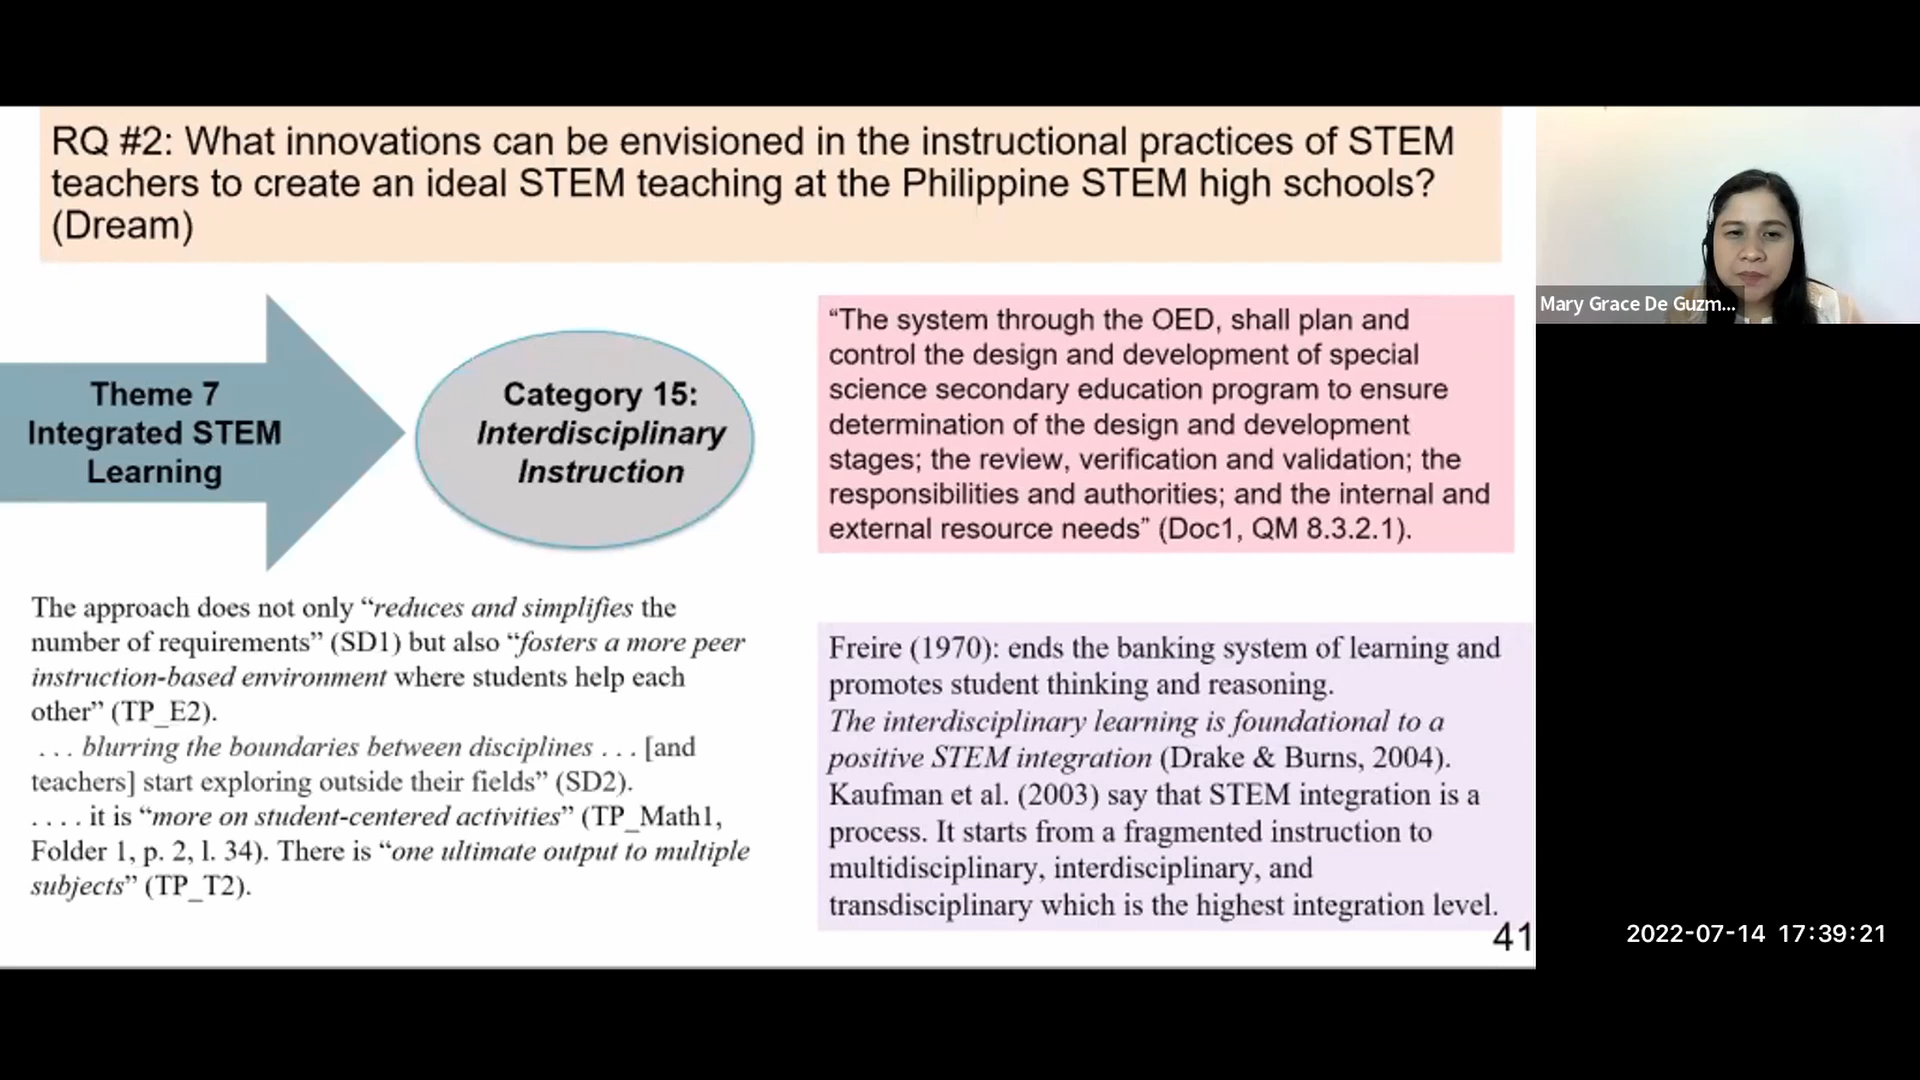 RQ #2: What innovations can be envisioned in the instructional practices of STEM
teachers to create an ideal STEM teaching at the Philippine STEM high schools?
(Dream)
Theme 7
Integrated STEM
Learning
Category 15:
Interdisciplinary
Instruction
“The system through the OED, shall plan and
control the design and development of special
science secondary education program to ensure
determination of the design and development
stages; the review, verification and validation; the
responsibilities and authorities; and the internal and
external resource needs” (Doc1, QM 8.3.2.1).
The approach does not only “reduces and simplifies the
number of requirements” (SD1) but also “fosters a more peer
instruction-based environment where students help each
other” (TP_E2).
. . . blurring the boundaries between disciplines . . . [and
teachers] start exploring outside their fields” (SD2).
. . . . it is “more on student-centered activities” (TP_Math1,
Folder 1, p. 2, l. 34). There is “one ultimate output to multiple
subjects” (TP_T2).
Freire (1970): ends the banking system of learning and
promotes student thinking and reasoning.
The interdisciplinary learning is foundational to a
positive STEM integration (Drake & Burns, 2004).
Kaufman et al. (2003) say that STEM integration is a
process. It starts from a fragmented instruction to
multidisciplinary, interdisciplinary, and
transdisciplinary which is the highest integration level.
41
Mary Grace De Guzm...
2022-07-14 17:39:21